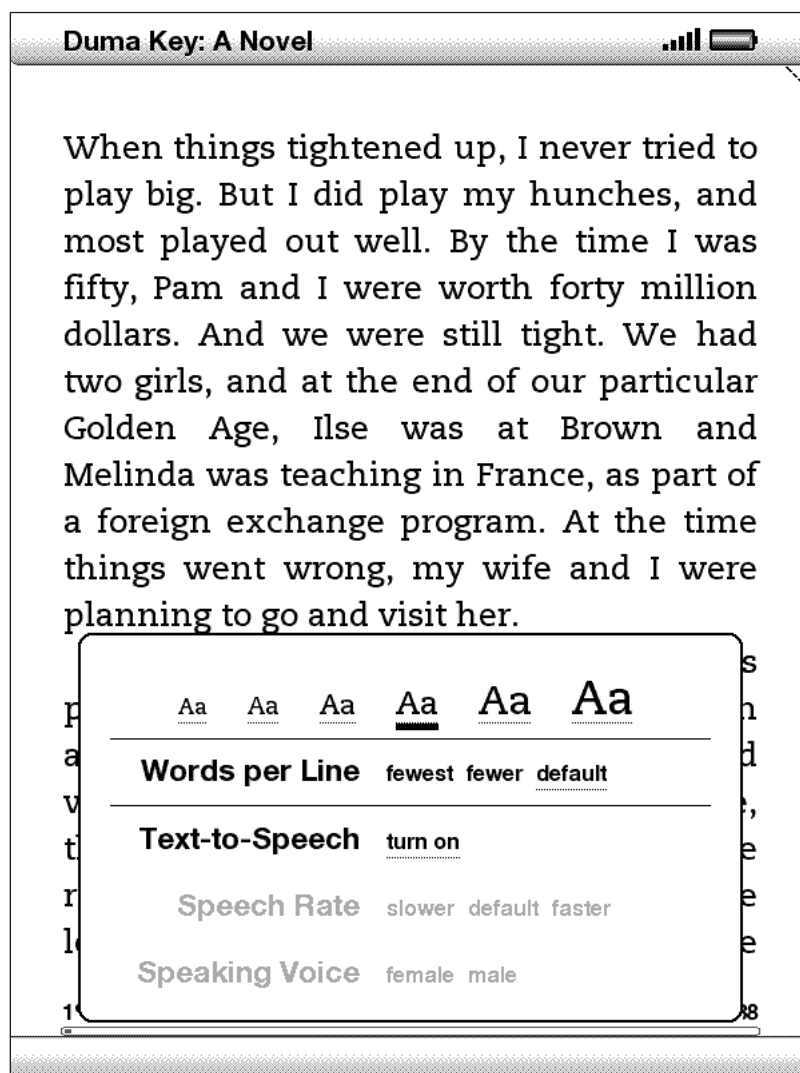 Duma Key: A Novel
When things tightened up, I never tried to
play big. But I did play my hunches, and
most played out well. By the time I was
fifty, Pam and I were worth forty million
dollars. And we were still tight. We had
two girls, and at the end of our particular
Golden Age, Ilse was at Brown and
Melinda was teaching in France, as part of
a foreign exchange program. At the time
things went wrong, my wife and I were
planning to go and visit her.
Aa Aa Aa Aa Aa Aa
Words per Line fewest fewer default
Text-to-Speech turn on
Speech Rate slower default faster
Speaking Voice female male